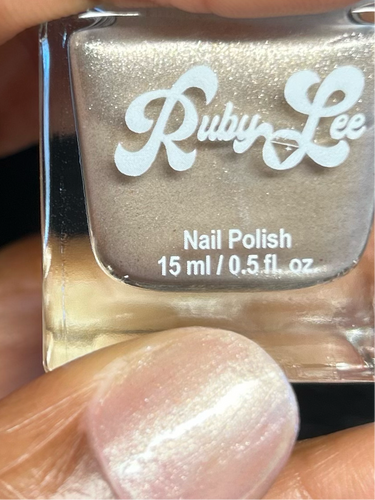 Ruby Lee
Nail Polish
15 ml / 0.5 fl. oz